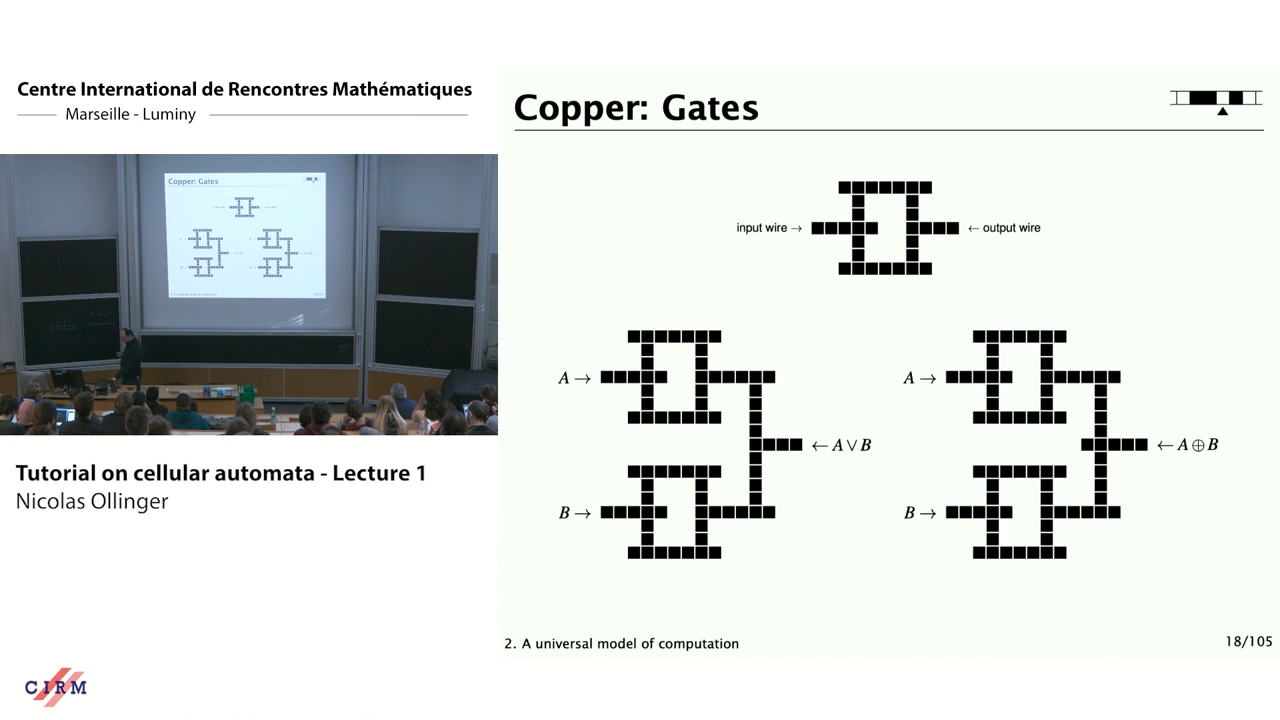 Centre International de Rencontres Mathématiques
Marseille - Luminy
Copper: Gates
Tutorial on cellular automata - Lecture 1
Nicolas Ollinger
CIRM
Copper: Gates
input wire →
← output wire
A →
← A ∨ B
B →
A →
← A ⊕ B
B →
2. A universal model of computation
18/105